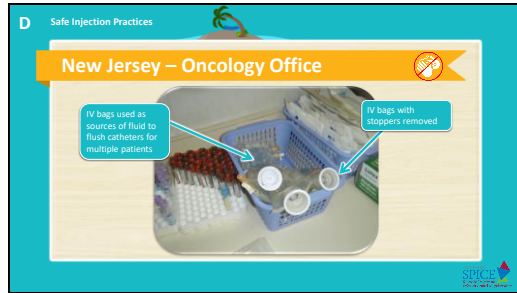 D Safe Injection Practices
New Jersey – Oncology Office
IV bags used as
sources of fluid to
flush catheters for
multiple patients
IV bags with
stoppers removed
SPICE